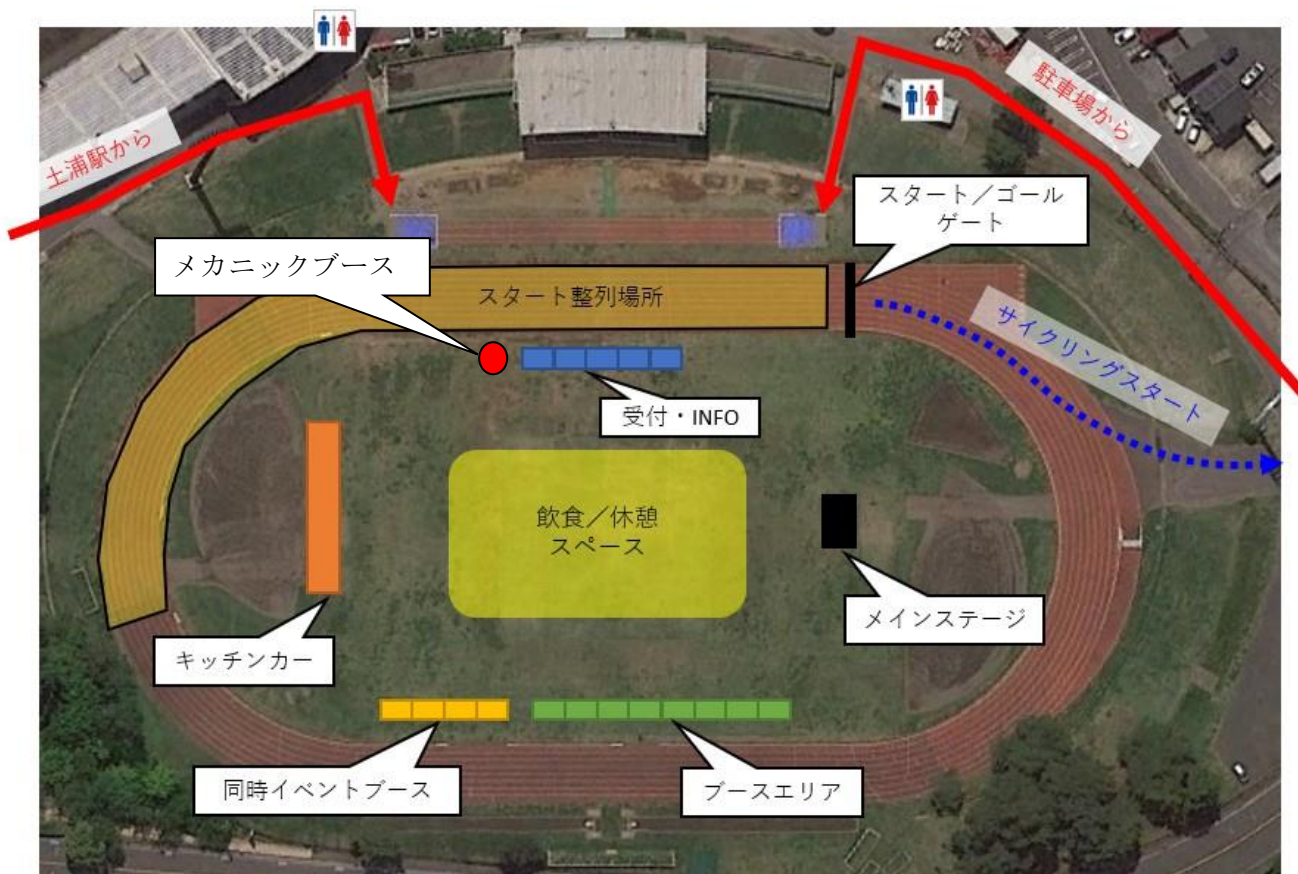 土浦駅から
駐車場から
スタート／ゴール
ゲート
メカニックブース
スタート整列場所
サイクリングスタート
受付・INFO
飲食／休憩
スペース
メインステージ
キッチンカー
同時イベントブース
ブースエリア